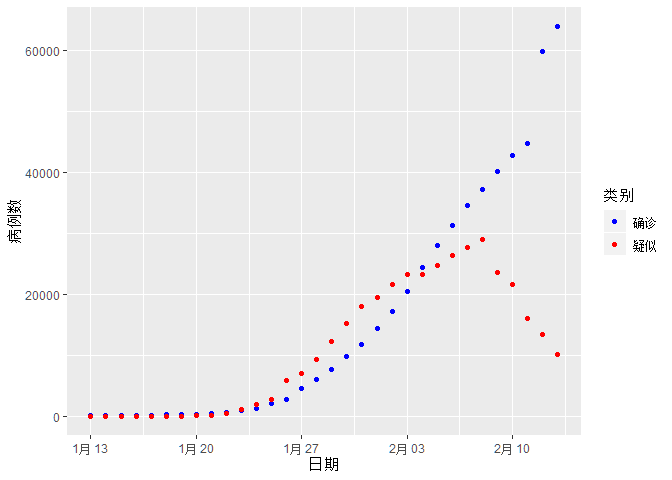 60000
40000
20000
0
病例数
1月 13
1月 20
1月 27
2月 03
2月 10
日期
类别
确诊
疑似